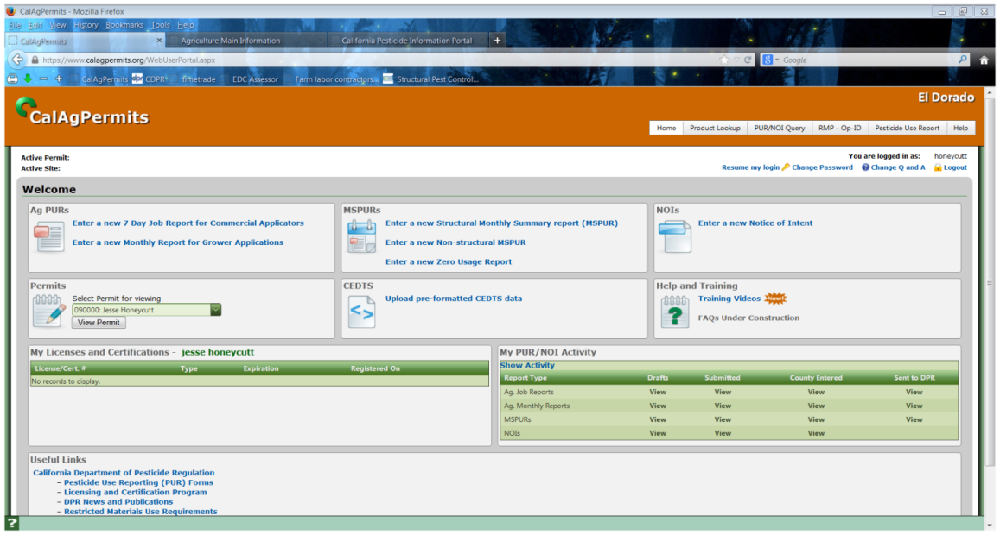 CalAgPermits - Mozilla Firefox
File Edit View History Bookmarks Tools Help
CalAgPermits × Agriculture Main Information California Pesticide Information Portal +
https://www.calagpermits.org/WebUserPortal.aspx Google
CalAgPermits dpr CDPR* timetrade EDC Assessor Farm labor contractors... Structural Pest Control...
El Dorado
CalAgPermits
Home Product Lookup PUR/NOI Query RMP - Op-ID Pesticide Use Report Help
Active Permit: You are logged in as: honeycutt
Active Site: Resume my login Change Password Change Q and A Logout
Welcome
Ag PURs
Enter a new 7 Day Job Report for Commercial Applicators
Enter a new Monthly Report for Grower Applications
MSPURs
Enter a new Structural Monthly Summary report (MSPUR)
Enter a new Non-structural MSPUR
Enter a new Zero Usage Report
NOIs
Enter a new Notice of Intent
Permits
Select Permit for viewing
090000: Jesse Honeycutt
View Permit
CEDTS
Upload pre-formatted CEDTS data
Help and Training
Training Videos New!
FAQs Under Construction
My Licenses and Certifications - jesse honeycutt
License/Cert. # Type Expiration Registered On
No records to display.
My PUR/NOI Activity
Show Activity
Report Type Drafts Submitted County Entered Sent to DPR
Ag. Job Reports View View View View
Ag. Monthly Reports View View View View
MSPURs View View View View
NOIs View View View
Useful Links
California Department of Pesticide Regulation
– Pesticide Use Reporting (PUR) Forms
– Licensing and Certification Program
– DPR News and Publications
– Restricted Materials Use Requirements
?